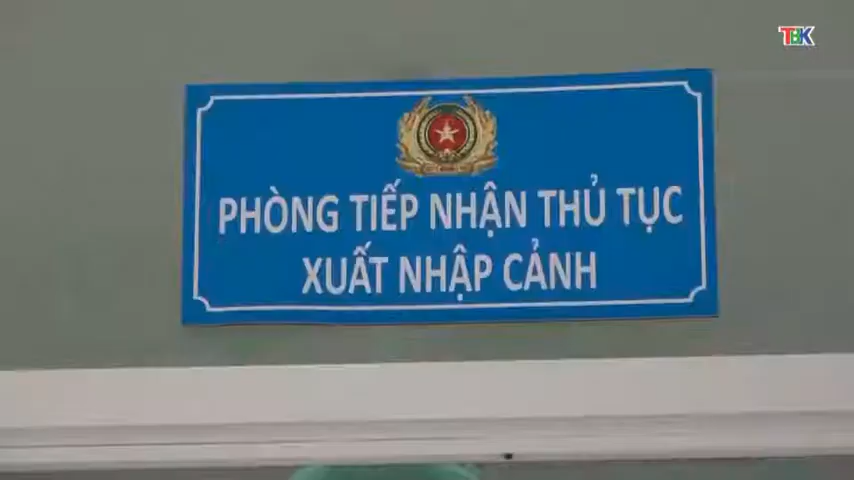 TBK
PHÒNG TIẾP NHẬN THỦ TỤC
XUẤT NHẬP CẢNH